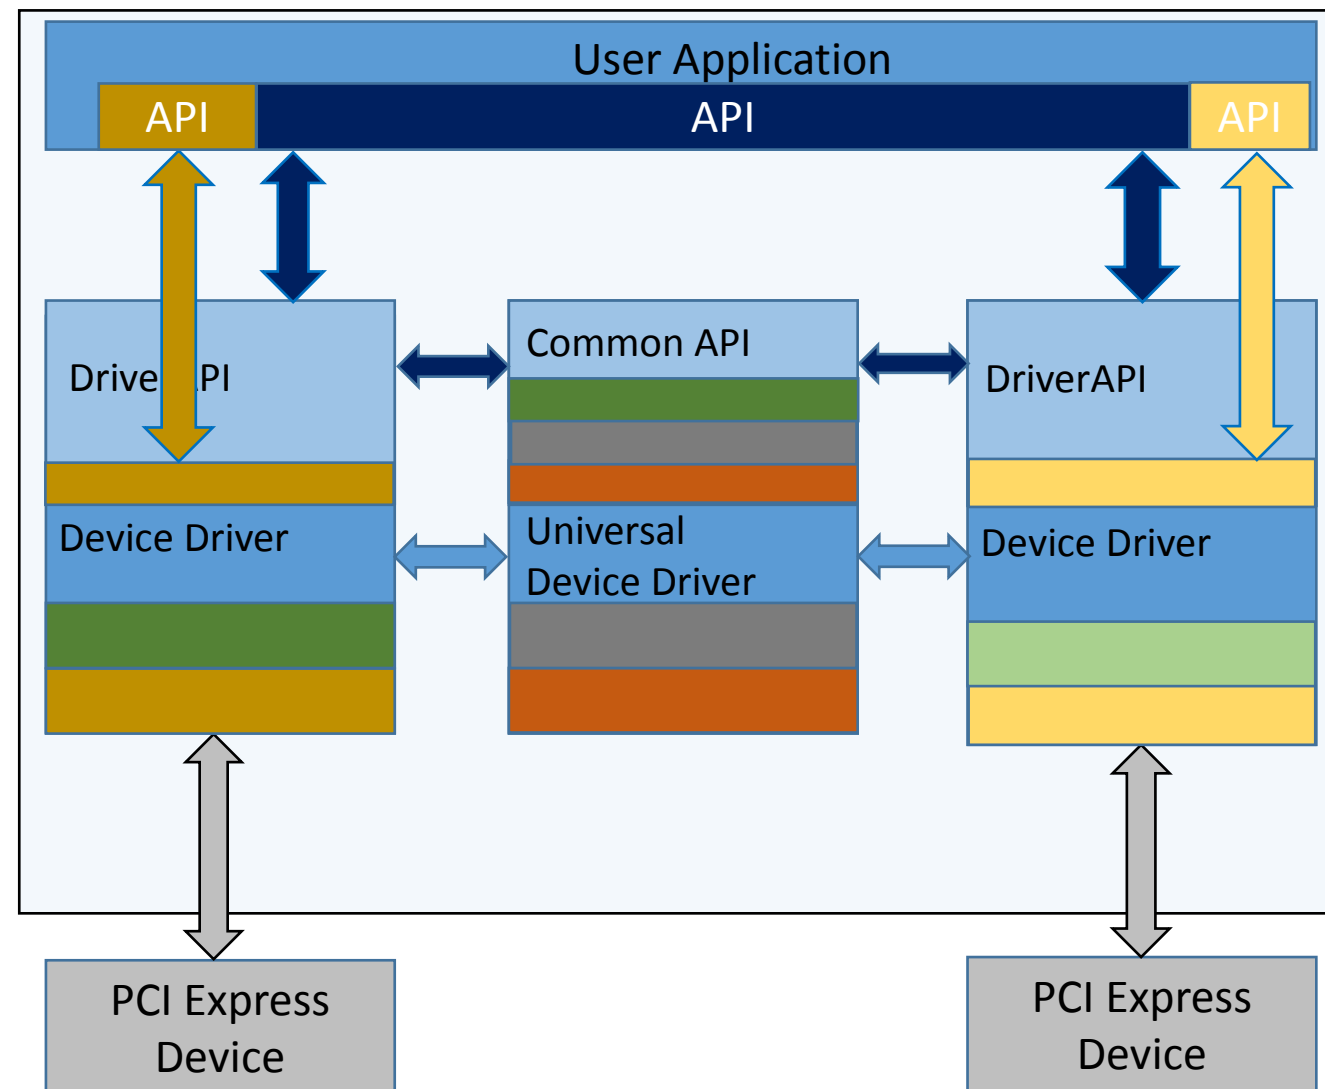 User Application
API
API
API
DriverAPI
Common API
DriverAPI
Device Driver
Universal
Device Driver
Device Driver
PCI Express
Device
PCI Express
Device